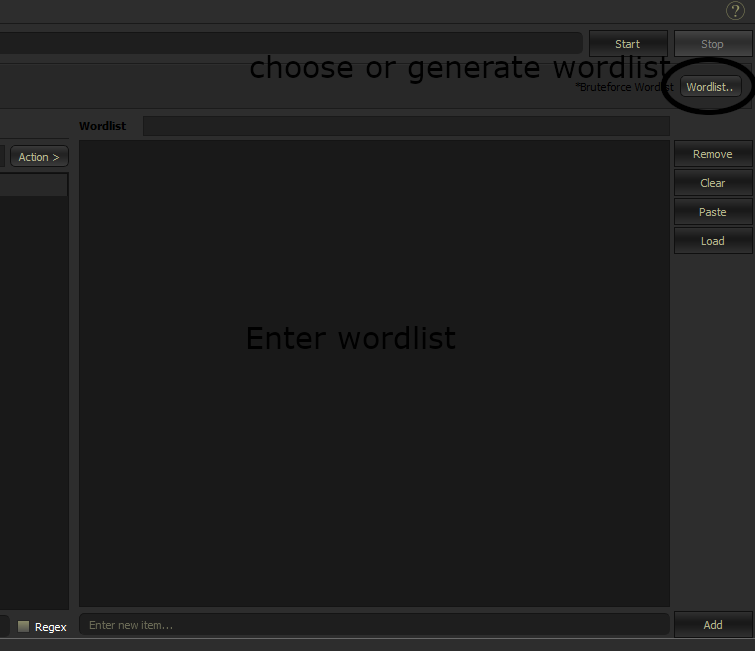 ?
Start
Stop
choose or generate wordlist
*Bruteforce Wordlist
Wordlist..
Wordlist
Action >
Remove
Clear
Paste
Load
Enter wordlist
Regex
Enter new item...
Add